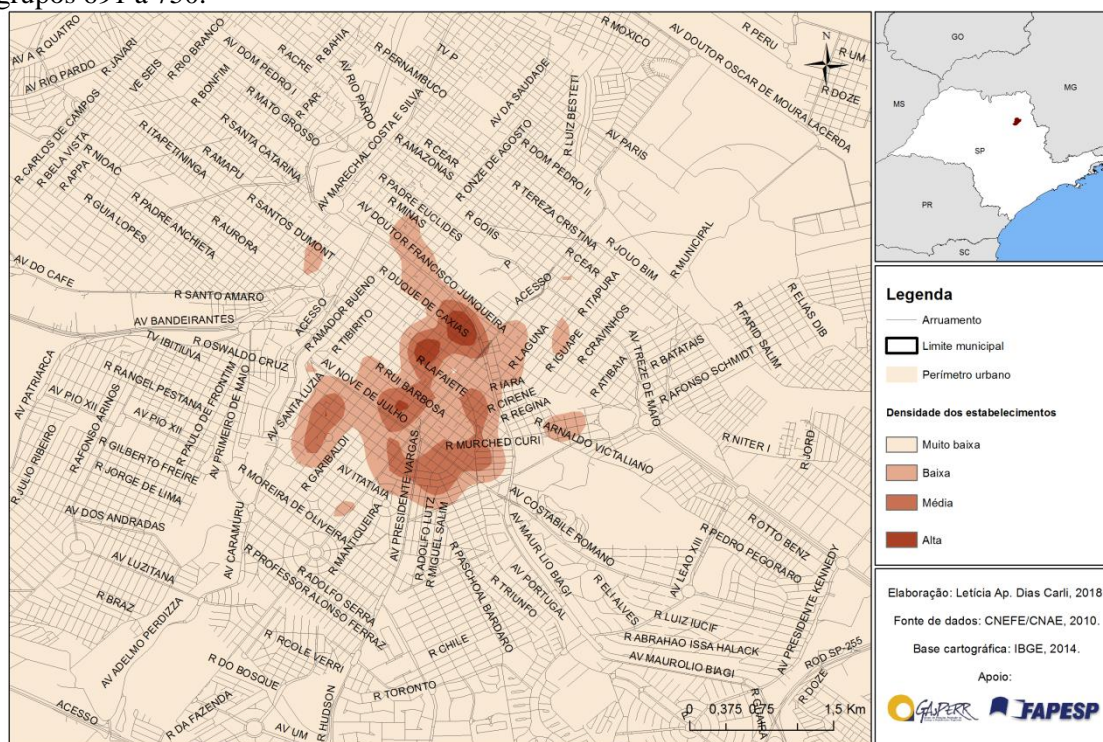 grupos 691 a 750.
AV A R QUATRO
AV RIO PARDO
R JAVARI
VE SEIS
R RIO BRANCO
R BONFIM
AV DOM PEDRO I
R ACRE
R BAHIA
R MATO GROSSO
R PAR
AV RIO PARDO
R PERNAMBUCO
TV P
AV DA SAUDADE
R MOXICO
AV DOUTOR OSCAR DE MOURA LACERDA
R PERU
R UM
R DOZE
N
R CARLOS DE CAMPOS
R BELA VISTA
R APPA
R NOAC
R GUIA LOPES
R ITAPETININGA
R AMAPU
R SANTA CATARINA
R PADRE ANCHIETA
R AURORA
R SANTOS DUMONT
AV MARECHAL COSTA E SILVA
R CEAR
R AMAZONAS
R ONZE DE AGOSTO
R LUIZ BESTETI
R DOM PEDRO II
AV PARIS
R PADRE EUCLIDES
R MINAS
R GOIIS
AV DOUTOR FRANCISCO JUNQUEIRA
R TEREZA CRISTINA
R CEAR
R JOUO BIM
R MUNICIPAL
P
ACESSO
R ITAPURA
AV DO CAFE
R SANTO AMARO
AV BANDEIRANTES
ACESSO
R AMADOR BUENO
R TIBIRITO
R DUQUE DE CAXIAS
R LAFAIETE
R RUI BARBOSA
AV NOVE DE JULHO
R LAGUNA
R IGUAPE
R CRAVINHOS
R ATIBAIA
AV TREZE DE MAIO
R BATATAIS
R AFONSO SCHMIDT
R FARID SALIM
R ELIAS DIB
TV IBITIUVA
R OSWALDO CRUZ
R RANGEL PESTANA
AV PATRIARCA
AV PIO XII
AV PIO XII
R AFONSO ARINOS
R PAULO DE FRONTIM
AV PRIMEIRO DE MAIO
AV SANTA LUZIA
R IARA
R CIRENE
R REGINA
R JULIO RIBEIRO
R GILBERTO FREIRE
R JORGE DE LIMA
R GARIBALDI
AV ITATIAIA
AV PRESIDENTE VARGAS
R MURCHED CURI
R ARNALDO VICTALIANO
R NITER I
R JORD
AV DOS ANDRADAS
R MOREIRA DE OLIVEIRA
R MANTIQUEIRA
R ADOLFO LUTZ
R MIGUEL SALIM
AV COSTABILE ROMANO
R OTTO BENZ
R PEDRO PEGORARO
AV LEAO XIII
AV LUZITANA
AV CARAMURU
R PROFESSOR ALONSO FERRAZ
R ADOLFO SERRA
R PASCHOAL BARDARO
AV MAUR LIO BIAGI
AV PORTUGAL
R TRIUNFO
R ELI ALVES
R LUIZ IUCIF
AV PRESIDENTE KENNEDY
R BRAZ
AV ADELMO PERDIZZA
R RCOLE VERRI
R DO BOSQUE
R CHILE
R ABRAHAO ISSA HALACK
AV MAUROLIO BIAGI
ROD SP-255
R DOZE
ACESSO
R DA FAZENDA
AV UM
R HUDSON
R TORONTO
0 0,375 0,75 1,5 Km
GO
MS
MG
SP
PR
SC
Legenda
Arruamento
Limite municipal
Perímetro urbano
Densidade dos estabelecimentos
Muito baixa
Baixa
Média
Alta
Elaboração: Letícia Ap. Dias Carli, 2018.
Fonte de dados: CNEFE/CNAE, 2010.
Base cartográfica: IBGE, 2014.
Apoio:
GASPERR
FAPESP